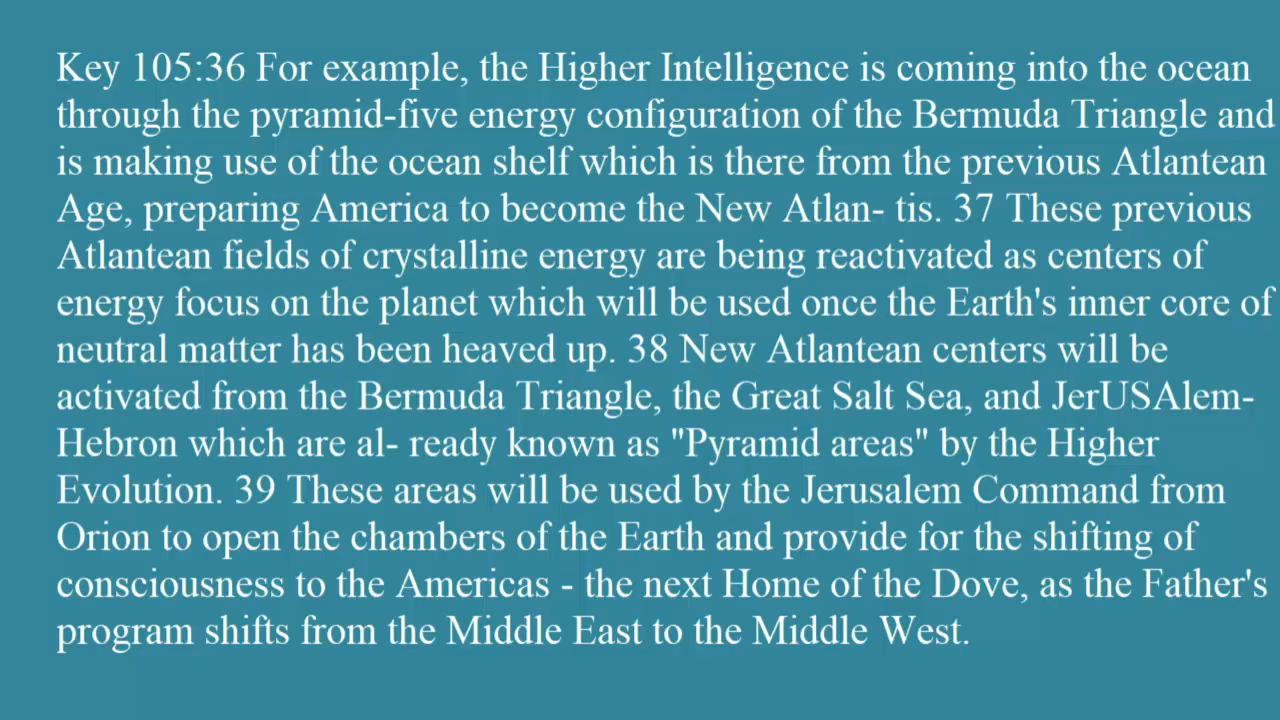 Key 105:36 For example, the Higher Intelligence is coming into the ocean
through the pyramid-five energy configuration of the Bermuda Triangle and
is making use of the ocean shelf which is there from the previous Atlantean
Age, preparing America to become the New Atlan- tis. 37 These previous
Atlantean fields of crystalline energy are being reactivated as centers of
energy focus on the planet which will be used once the Earth's inner core of
neutral matter has been heaved up. 38 New Atlantean centers will be
activated from the Bermuda Triangle, the Great Salt Sea, and JerUSAlem-
Hebron which are al- ready known as "Pyramid areas" by the Higher
Evolution. 39 These areas will be used by the Jerusalem Command from
Orion to open the chambers of the Earth and provide for the shifting of
consciousness to the Americas - the next Home of the Dove, as the Father's
program shifts from the Middle East to the Middle West.